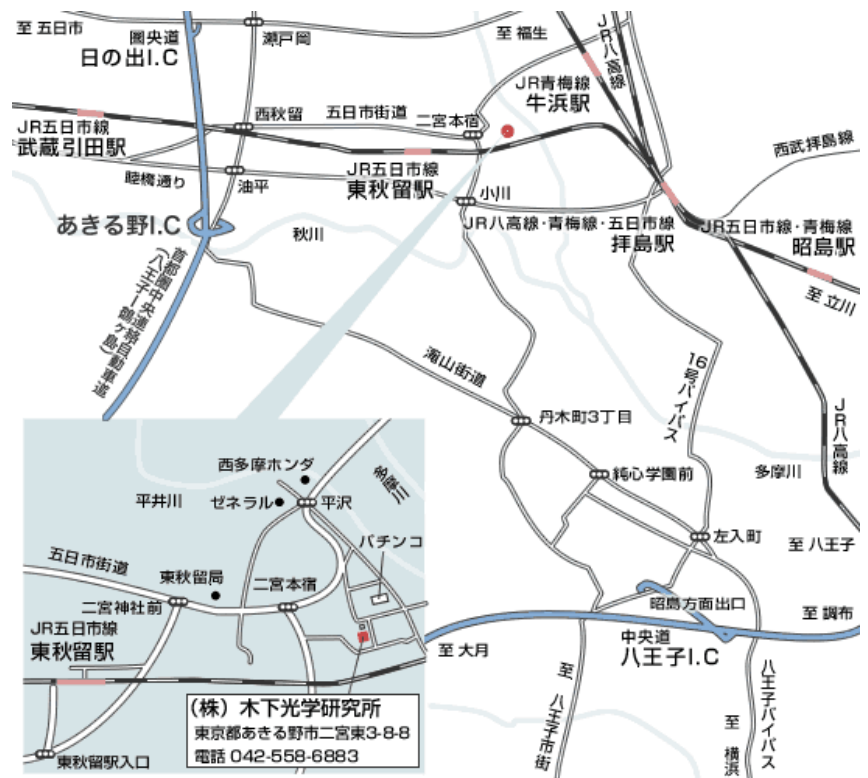 至 五日市
圏央道
日の出I.C
瀬戸岡
至 福生
JR八高線
JR青梅線
牛浜駅
西秋留
五日市街道
二宮本宿
JR五日市線
武蔵引田駅
睦橋通り
油平
JR五日市線
東秋留駅
小川
西武拝島線
あきる野I.C
秋川
JR八高線・青梅線・五日市線
拝島駅
JR五日市線・青梅線
昭島駅
至 立川
首都圏中央連絡自動車道
(八王子ー鶴ヶ島)
滝山街道
16号バイパス
JR八高線
丹木町3丁目
純心学園前
多摩川
左入町
至 八王子
昭島方面出口
至 調布
中央道
八王子I.C
至 大月
至 八王子市街
八王子バイパス
至 横浜
西多摩ホンダ
多摩川
平井川
ゼネラル
平沢
パチンコ
五日市街道
東秋留局
二宮本宿
二宮神社前
JR五日市線
東秋留駅
東秋留駅入口
(株) 木下光学研究所
東京都あきる野市二宮東3-8-8
電話 042-558-6883